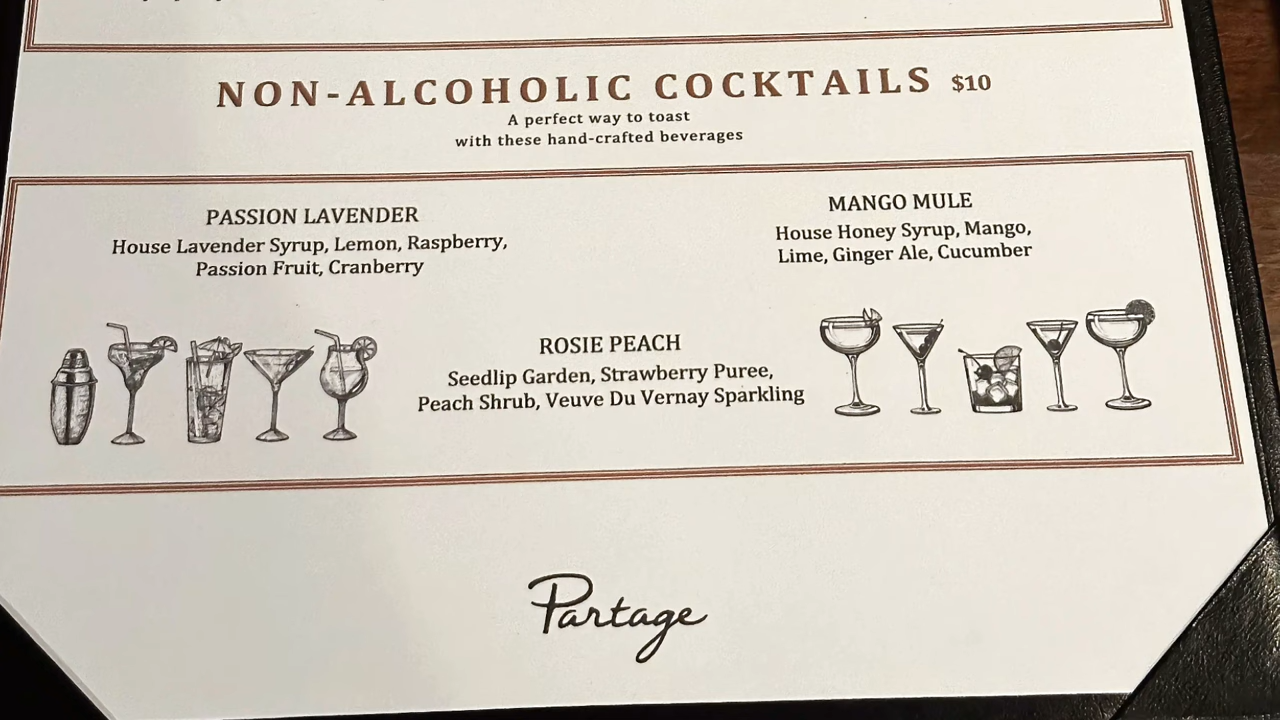 NON-ALCOHOLIC COCKTAILS $10
A perfect way to toast
with these hand-crafted beverages
PASSION LAVENDER
House Lavender Syrup, Lemon, Raspberry,
Passion Fruit, Cranberry
MANGO MULE
House Honey Syrup, Mango,
Lime, Ginger Ale, Cucumber
ROSIE PEACH
Seedlip Garden, Strawberry Puree,
Peach Shrub, Veuve Du Vernay Sparkling
Partage